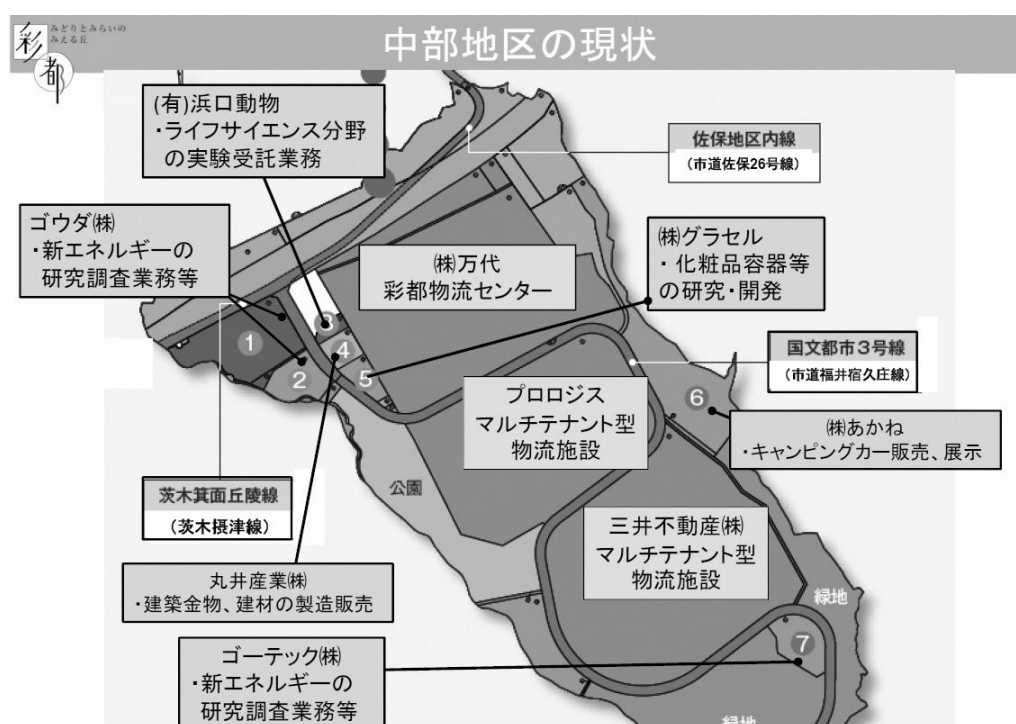 みどりとみらいの
みえる丘
彩都
中部地区の現状
(有)浜口動物
・ライフサイエンス分野
の実験受託業務
佐保地区内線
(市道佐保26号線)
ゴウダ㈱
・新エネルギーの
研究調査業務等
㈱万代
彩都物流センター
㈱グラセル
・化粧品容器等
の研究・開発
国文都市3号線
(市道福井宿久庄線)
1
2
3
4
5
6
プロロジス
マルチテナント型
物流施設
㈱あかね
・キャンピングカー販売、展示
公園
茨木箕面丘陵線
(茨木摂津線)
三井不動産㈱
マルチテナント型
物流施設
丸井産業㈱
・建築金物、建材の製造販売
緑地
7
ゴーテック㈱
・新エネルギーの
研究調査業務等
緑地